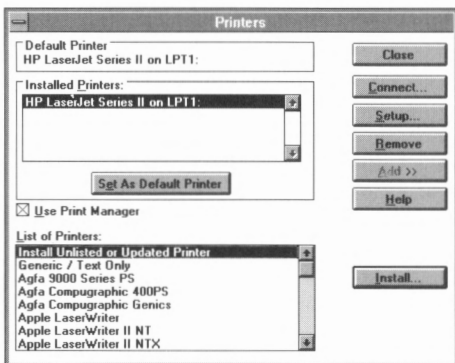 Printers
Default Printer
HP LaserJet Series II on LPT1:
Installed Printers:
HP LaserJet Series II on LPT1:
Set As Default Printer
Use Print Manager
List of Printers:
Install Unlisted or Updated Printer
Generic / Text Only
Agfa 9000 Series PS
Agfa Compugraphic 400PS
Agfa Compugraphic Genics
Apple LaserWriter
Apple LaserWriter II NT
Apple LaserWriter II NTX
Close
Connect...
Setup...
Remove
Add >>
Help
Install...